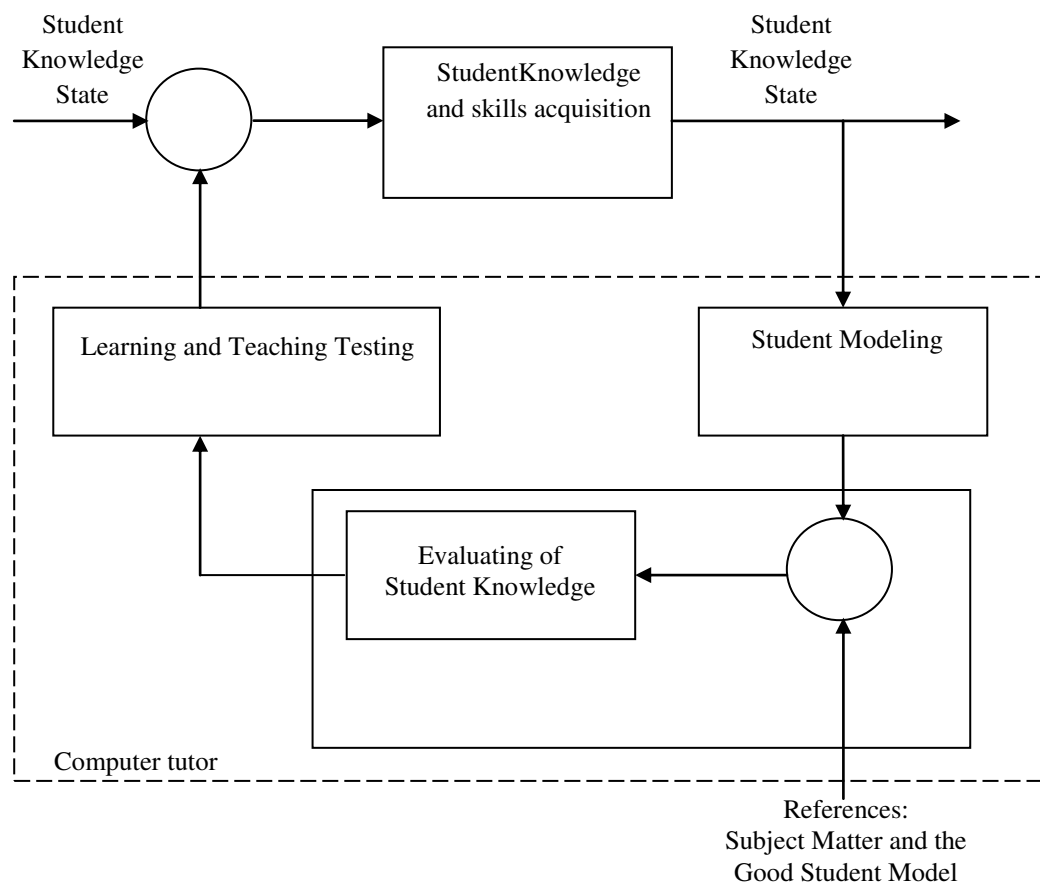 Student
Knowledge
State
StudentKnowledge
and skills acquisition
Student
Knowledge
State
Learning and Teaching Testing
Student Modeling
Evaluating of
Student Knowledge
Computer tutor
References:
Subject Matter and the
Good Student Model